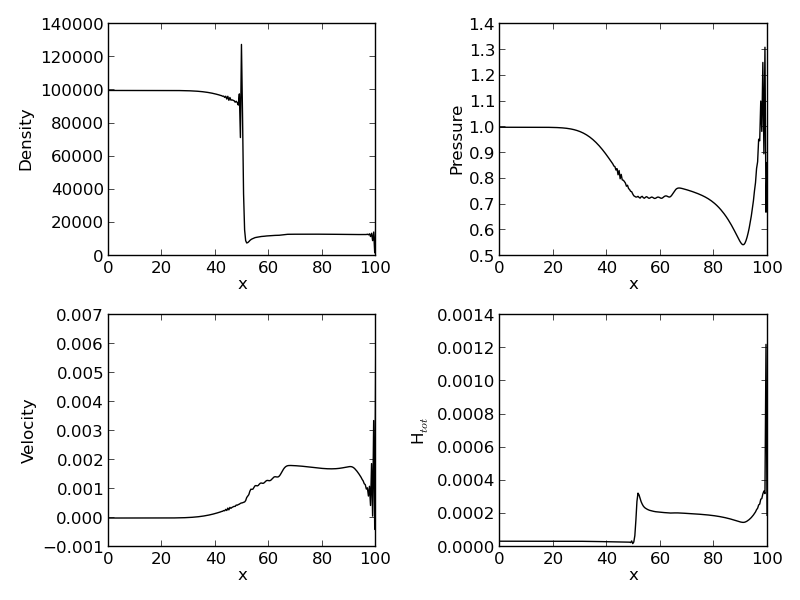 140000
120000
100000
80000
60000
40000
20000
0
Density
0 20 40 60 80 100
x
1.4
1.3
1.2
1.1
1.0
0.9
0.8
0.7
0.6
0.5
Pressure
0 20 40 60 80 100
x
0.007
0.006
0.005
0.004
0.003
0.002
0.001
0.000
−0.001
Velocity
0 20 40 60 80 100
x
0.0014
0.0012
0.0010
0.0008
0.0006
0.0004
0.0002
0.0000
H_{tot}
0 20 40 60 80 100
x